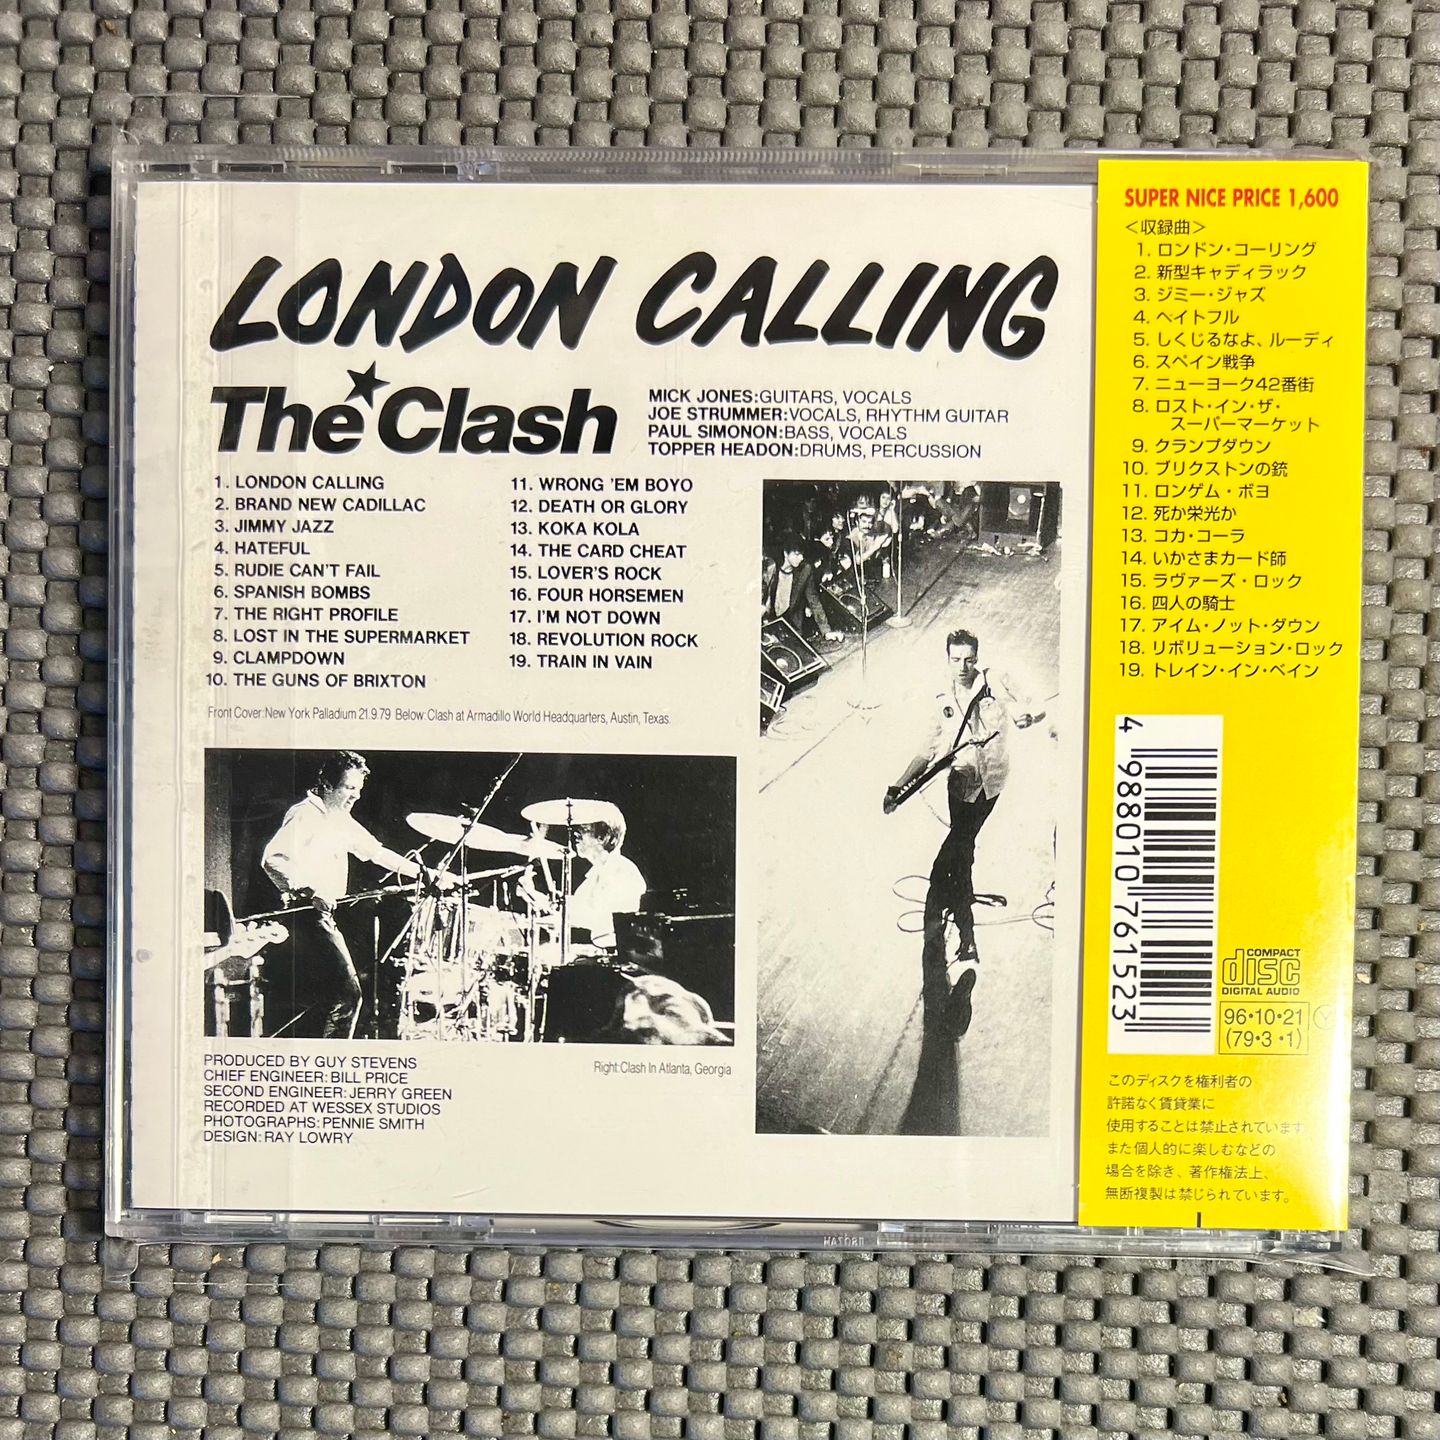 LONDON CALLING
The Clash
MICK JONES:GUITARS, VOCALS
JOE STRUMMER:VOCALS, RHYTHM GUITAR
PAUL SIMONON:BASS, VOCALS
TOPPER HEADON:DRUMS, PERCUSSION
1. LONDON CALLING
2. BRAND NEW CADILLAC
3. JIMMY JAZZ
4. HATEFUL
5. RUDIE CAN'T FAIL
6. SPANISH BOMBS
7. THE RIGHT PROFILE
8. LOST IN THE SUPERMARKET
9. CLAMPDOWN
10. THE GUNS OF BRIXTON
11. WRONG 'EM BOYO
12. DEATH OR GLORY
13. KOKA KOLA
14. THE CARD CHEAT
15. LOVER'S ROCK
16. FOUR HORSEMEN
17. I'M NOT DOWN
18. REVOLUTION ROCK
19. TRAIN IN VAIN
Front Cover:New York Palladium 21.9.79 Below:Clash at Armadillo World Headquarters, Austin, Texas.
PRODUCED BY GUY STEVENS
CHIEF ENGINEER:BILL PRICE
SECOND ENGINEER:JERRY GREEN
RECORDED AT WESSEX STUDIOS
PHOTOGRAPHS:PENNIE SMITH
DESIGN:RAY LOWRY
Right:Clash In Atlanta, Georgia
SUPER NICE PRICE 1,600
＜収録曲＞
1. ロンドン・コーリング
2. 新型キャディラック
3. ジミー・ジャズ
4. ヘイトフル
5. しくじるなよ、ルーディ
6. スペイン戦争
7. ニューヨーク42番街
8. ロスト・イン・ザ・
スーパーマーケット
9. クランプダウン
10. ブリクストンの銃
11. ロンゲム・ボヨ
12. 死か栄光か
13. コカ・コーラ
14. いかさまカード師
15. ラヴァーズ・ロック
16. 四人の騎士
17. アイム・ノット・ダウン
18. リボリューション・ロック
19. トレイン・イン・ベイン
4 988010 761523
COMPACT
disc
DIGITAL AUDIO
96・10・21
(79・3・1)
Y
このディスクを権利者の
許諾なく賃貸業に
使用することは禁止されています
また個人的に楽しむなどの
場合を除き、著作権法上、
無断複製は禁じられています。